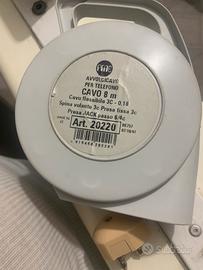 FME
AVVOLGICAVO
PER TELEFONO
CAVO 8 m
Cavo flessibile 3C - 0,18
Spina volante 3c Presa fissa 3c
Presa JACK passo 6/4c
Art. 20220